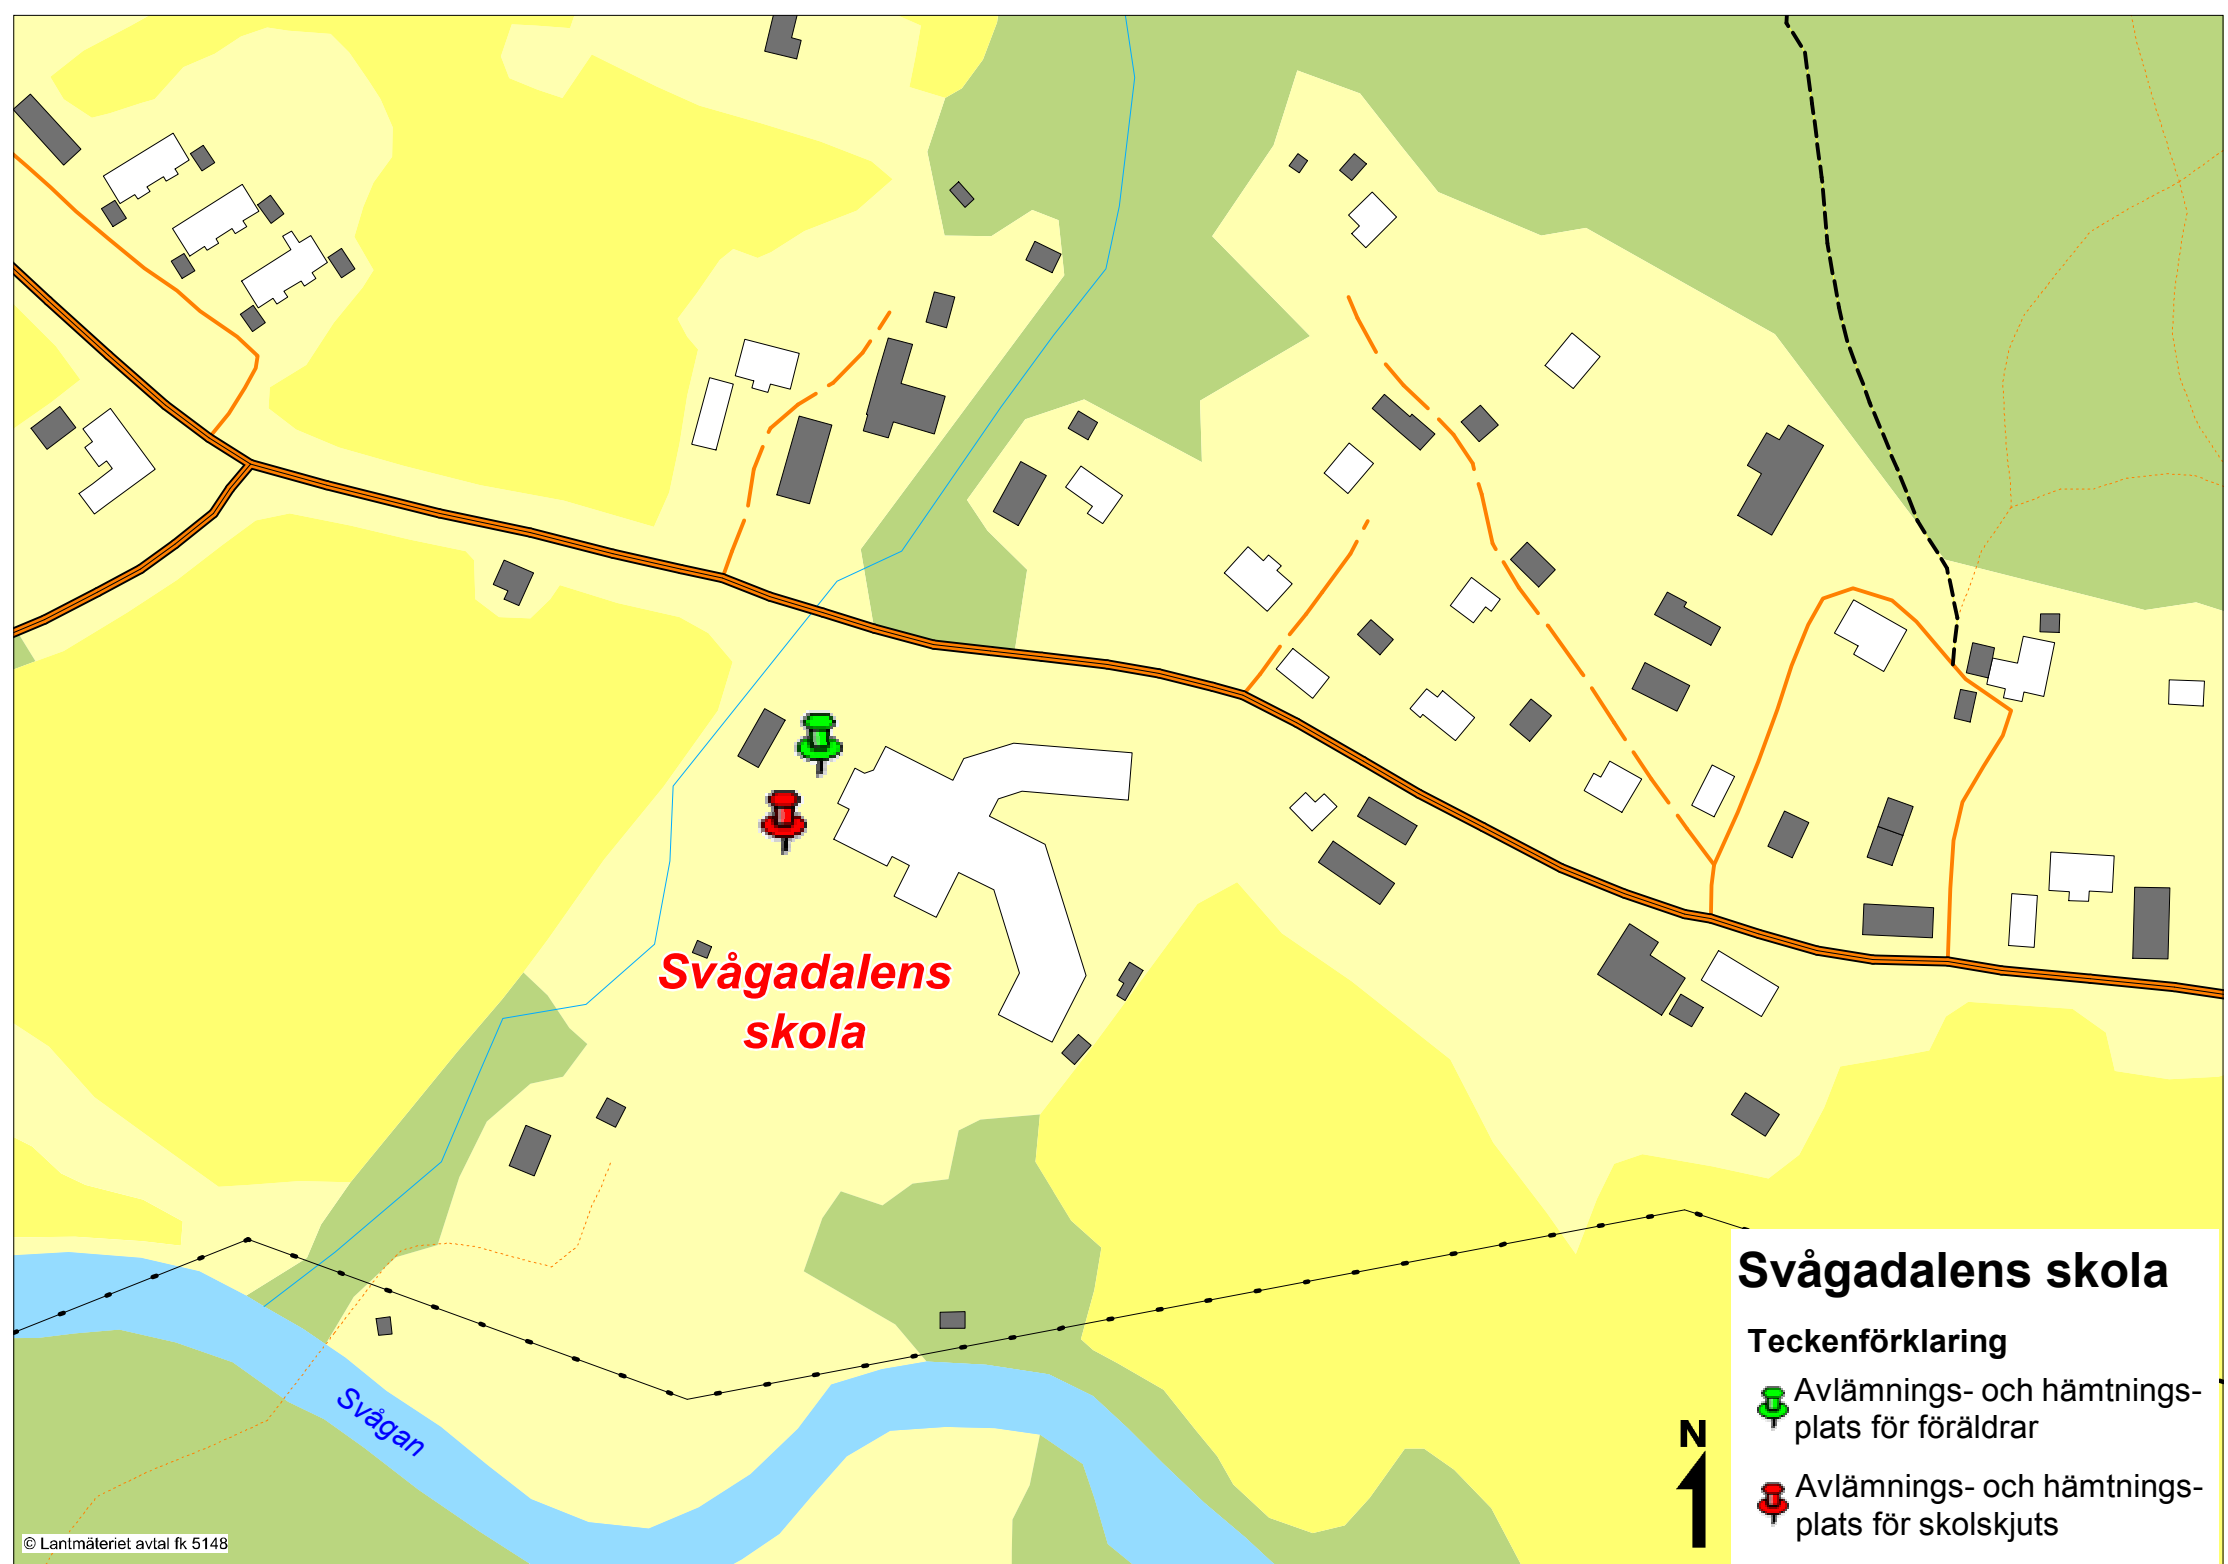 Svågadalens
skola
Svågan
N
Svågadalens skola
Teckenförklaring
Avlämnings- och hämtnings-
plats för föräldrar
Avlämnings- och hämtnings-
plats för skolskjuts
© Lantmäteriet avtal fk 5148